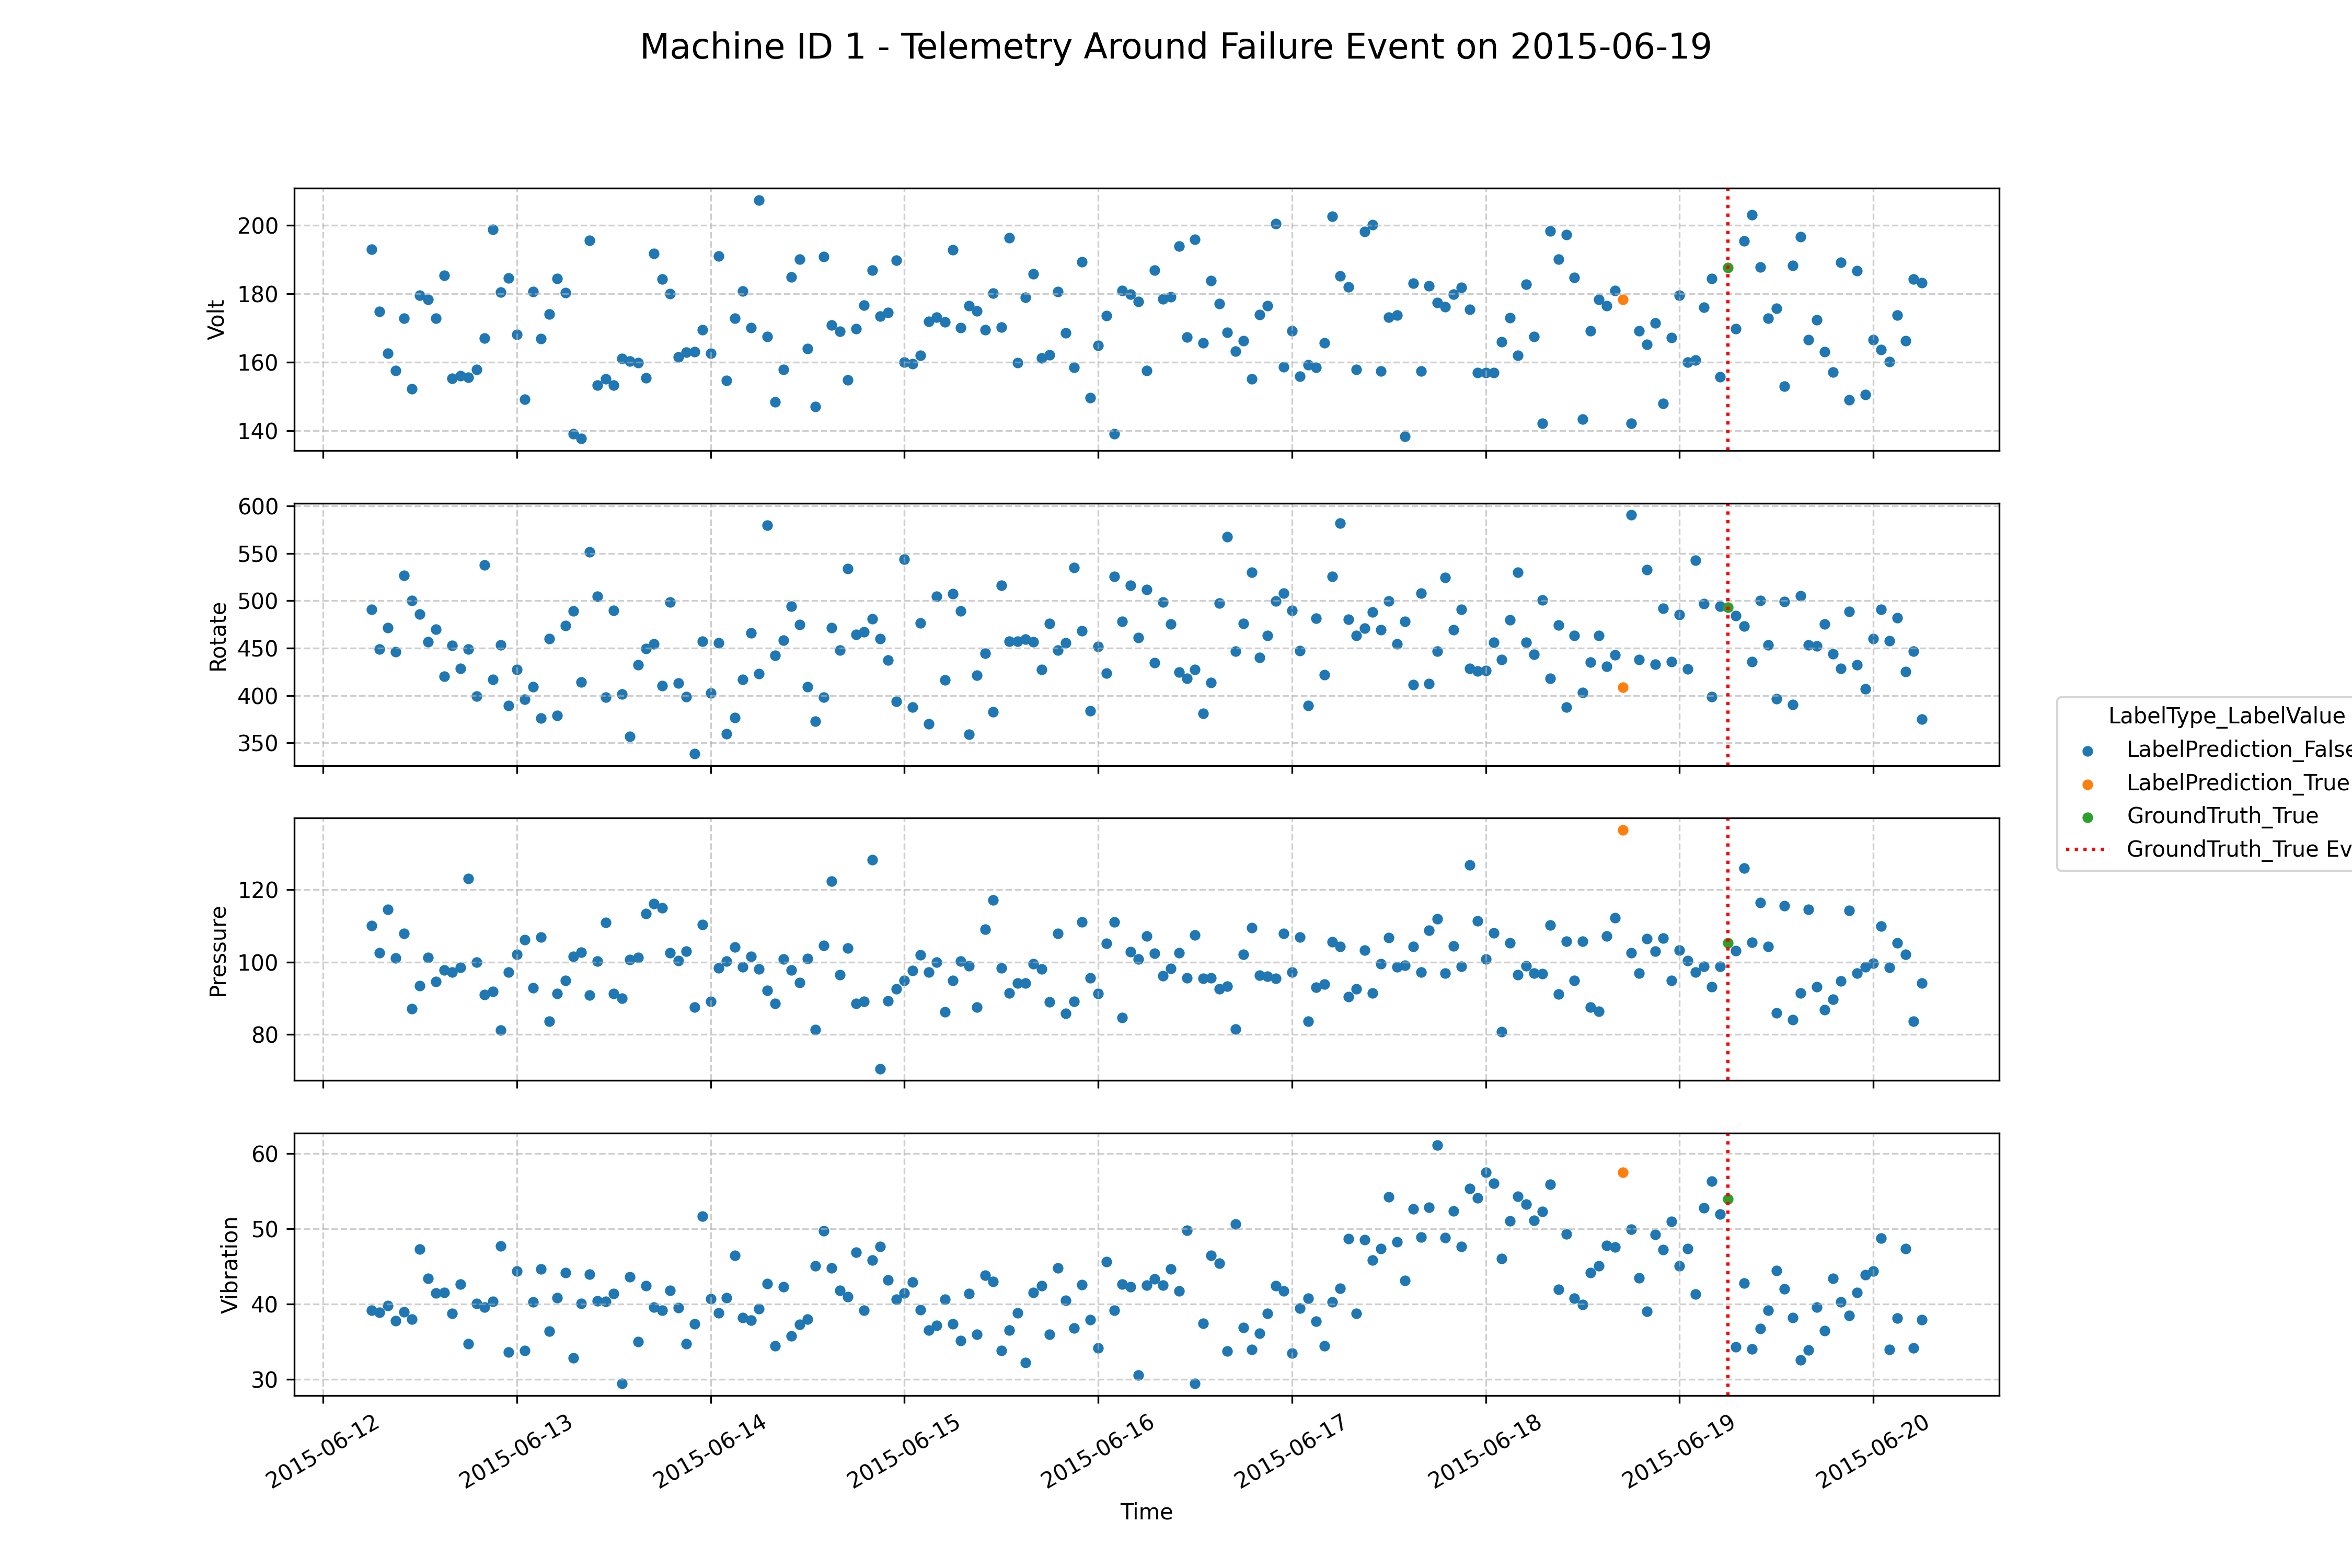 Machine ID 1 - Telemetry Around Failure Event on 2015-06-19
Volt
200
180
160
140
Rotate
600
550
500
450
400
350
Pressure
120
100
80
Vibration
60
50
40
30
2015-06-12
2015-06-13
2015-06-14
2015-06-15
2015-06-16
2015-06-17
2015-06-18
2015-06-19
2015-06-20
Time
LabelType_LabelValue
LabelPrediction_False
LabelPrediction_True
GroundTruth_True
GroundTruth_True Ev